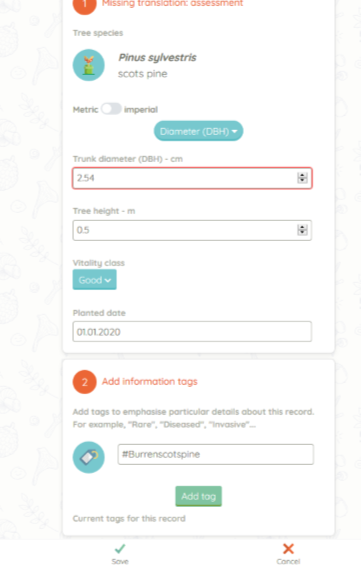 1 Missing translation: assessment
Tree species
Pinus sylvestris
scots pine
Metric imperial
Diameter (DBH)
Trunk diameter (DBH) - cm
2.54
Tree height - m
0.5
Vitality class
Good
Planted date
01.01.2020
2 Add information tags
Add tags to emphasise particular details about this record.
For example, "Rare", "Diseased", "Invasive"...
#Burrenscotspine
Add tag
Current tags for this record
Save Cancel